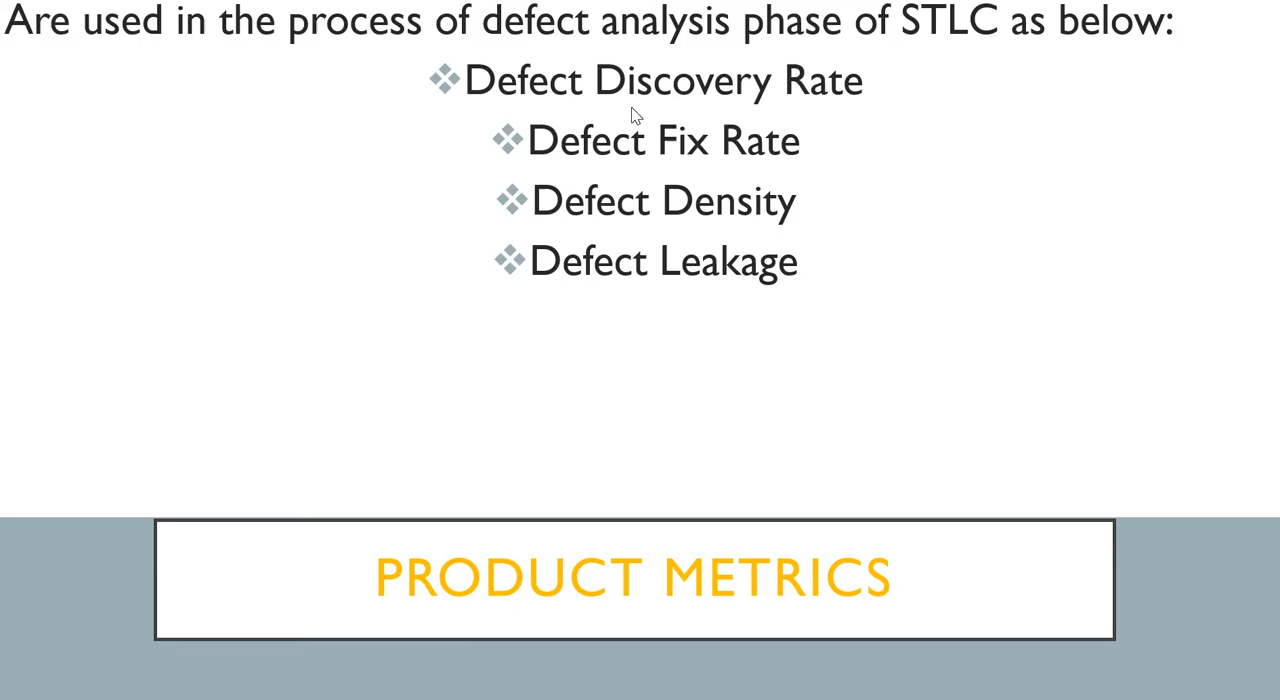 Are used in the process of defect analysis phase of STLC as below:
❖Defect Discovery Rate
❖Defect Fix Rate
❖Defect Density
❖Defect Leakage
PRODUCT METRICS